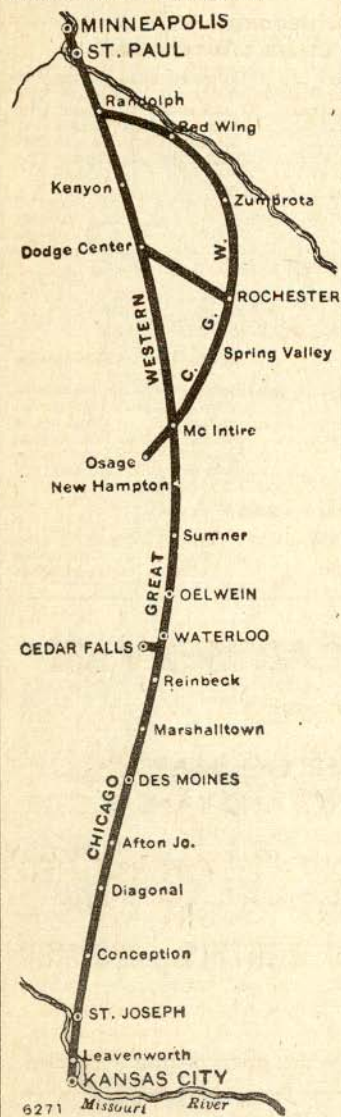 MINNEAPOLIS
ST. PAUL
Randolph
Red Wing
Kenyon
Zumbrota
Dodge Center
W.
ROCHESTER
WESTERN
G.
Spring Valley
C.
Mc Intire
Osage
New Hampton
Sumner
GREAT
OELWEIN
WATERLOO
CEDAR FALLS
Reinbeck
Marshalltown
DES MOINES
CHICAGO
Afton Jo.
Diagonal
Conception
ST. JOSEPH
Leavenworth
KANSAS CITY
6271 Missouri River